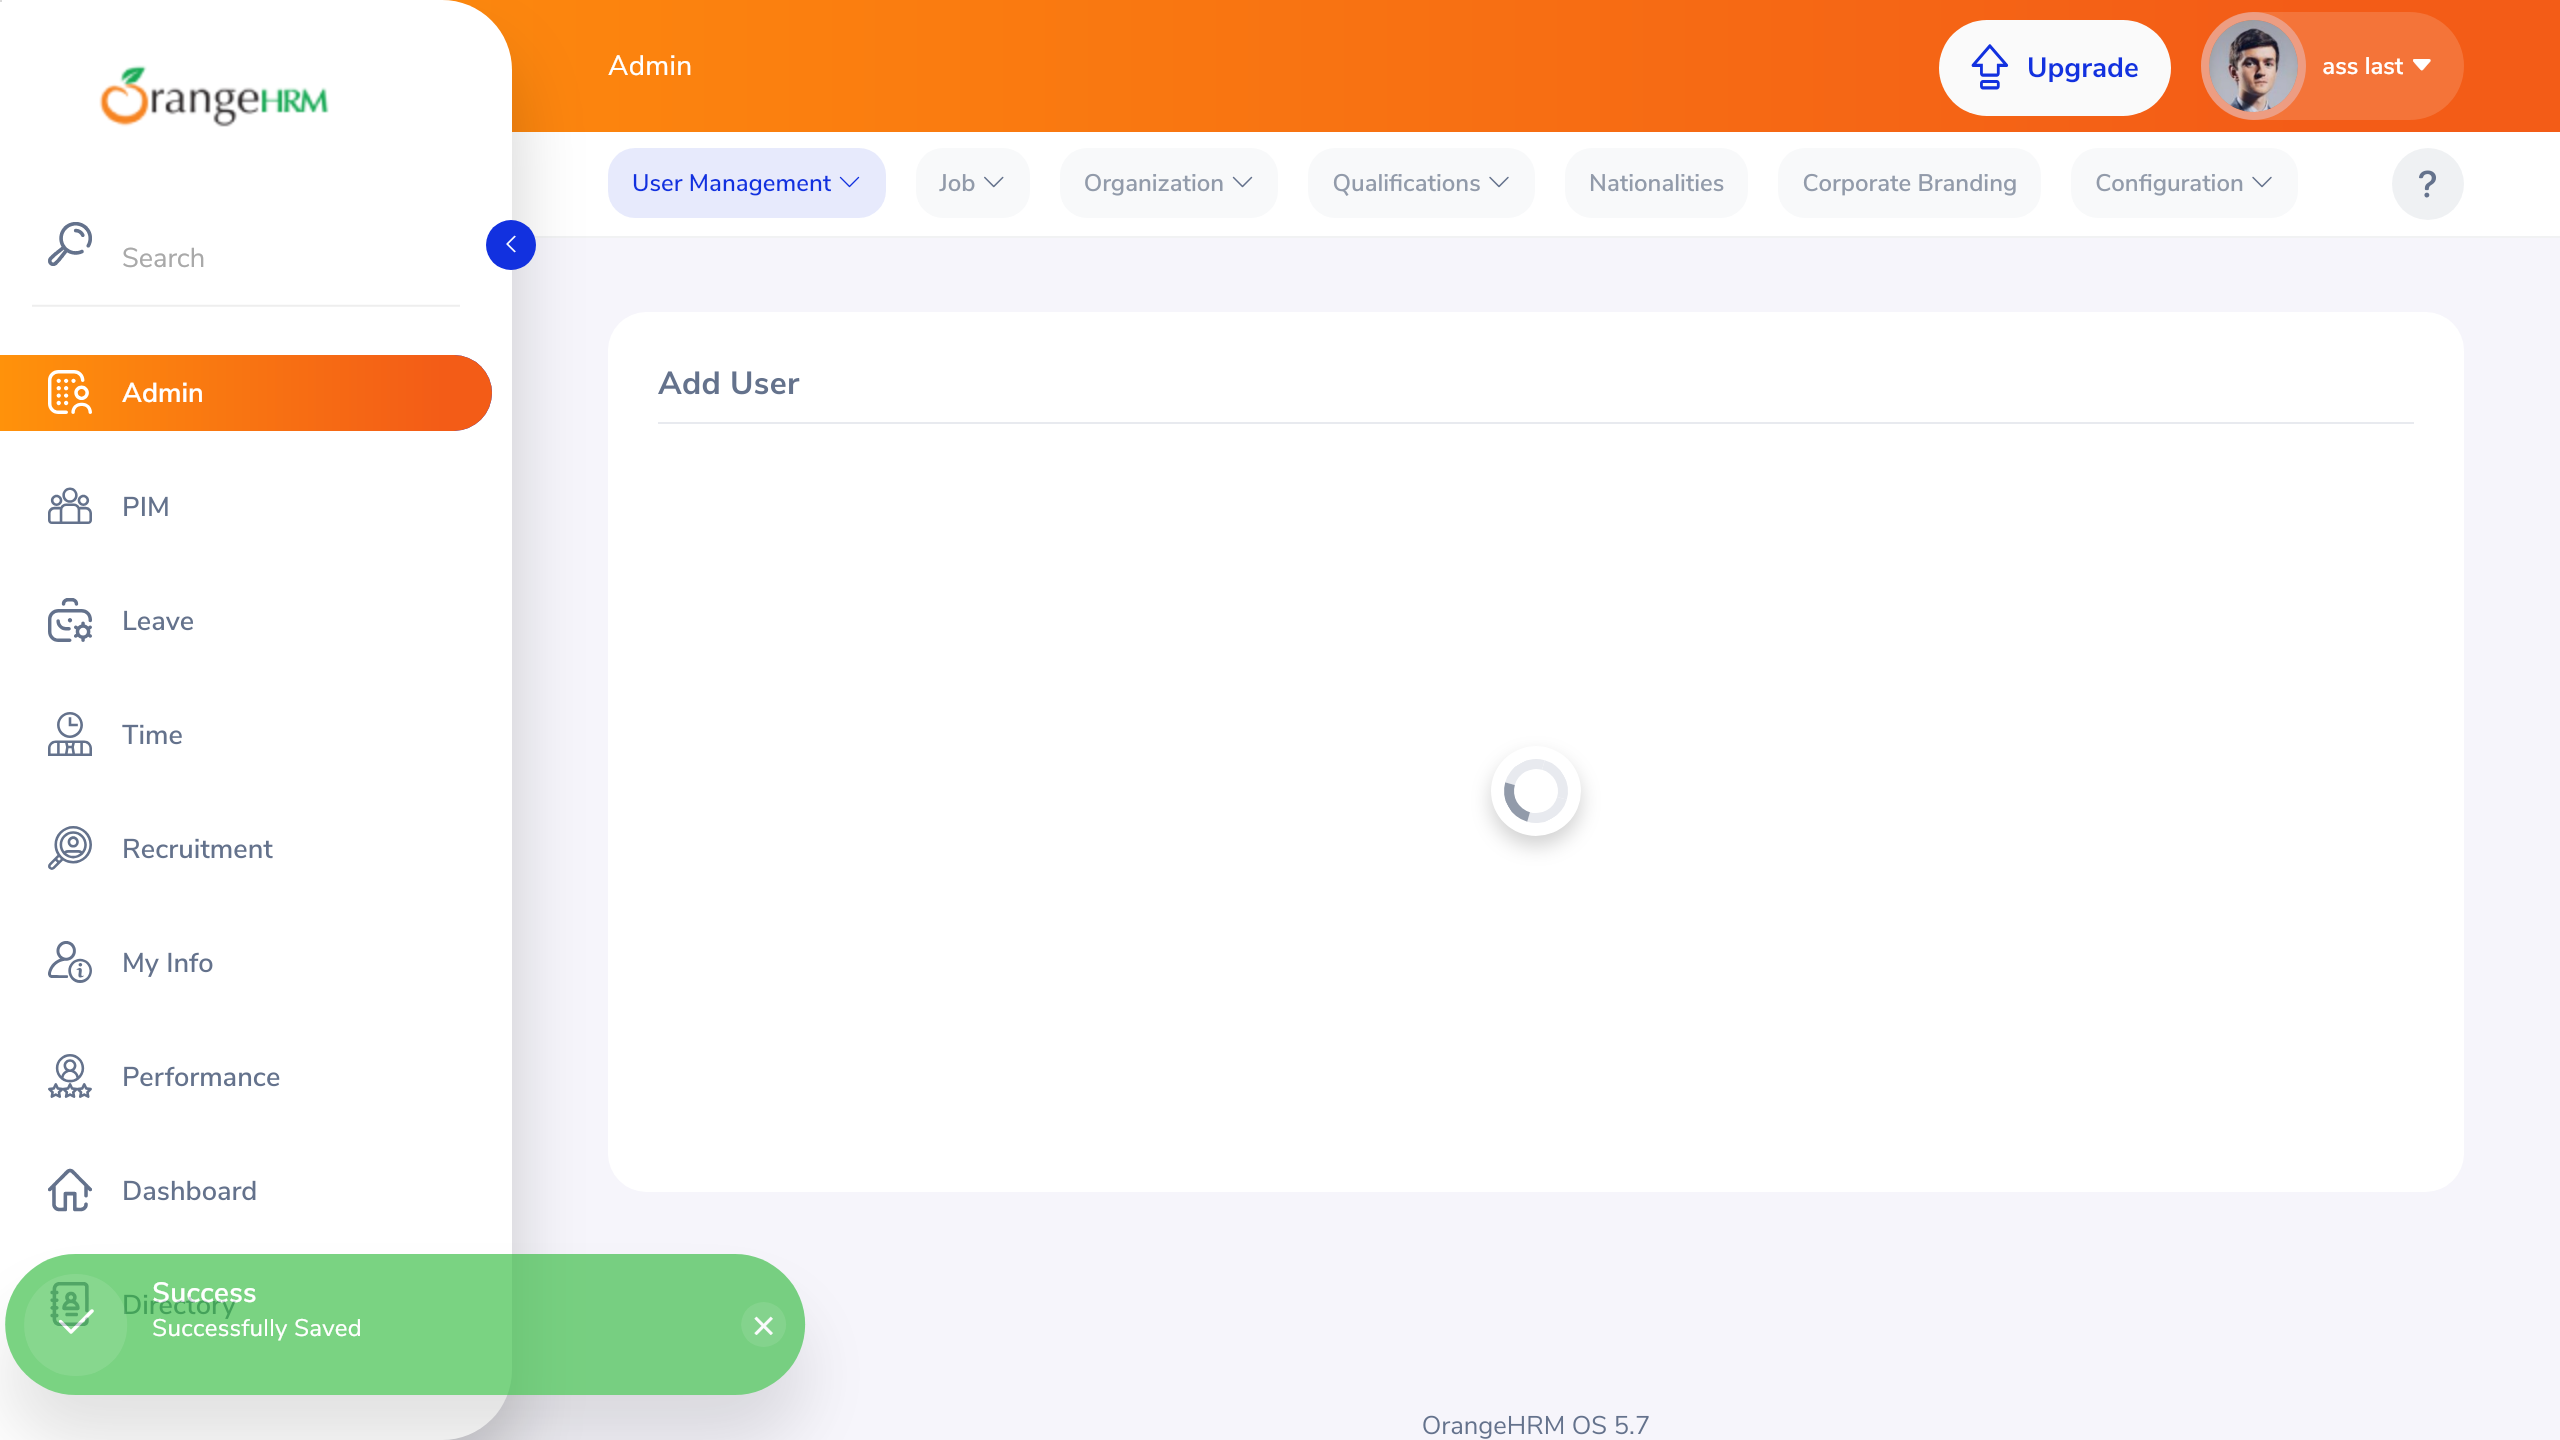 OrangeHRM
Admin
Upgrade
ass last
User Management
Job
Organization
Qualifications
Nationalities
Corporate Branding
Configuration
?
Search
Admin
PIM
Leave
Time
Recruitment
My Info
Performance
Dashboard
Directory
Add User
Success
Successfully Saved
OrangeHRM OS 5.7